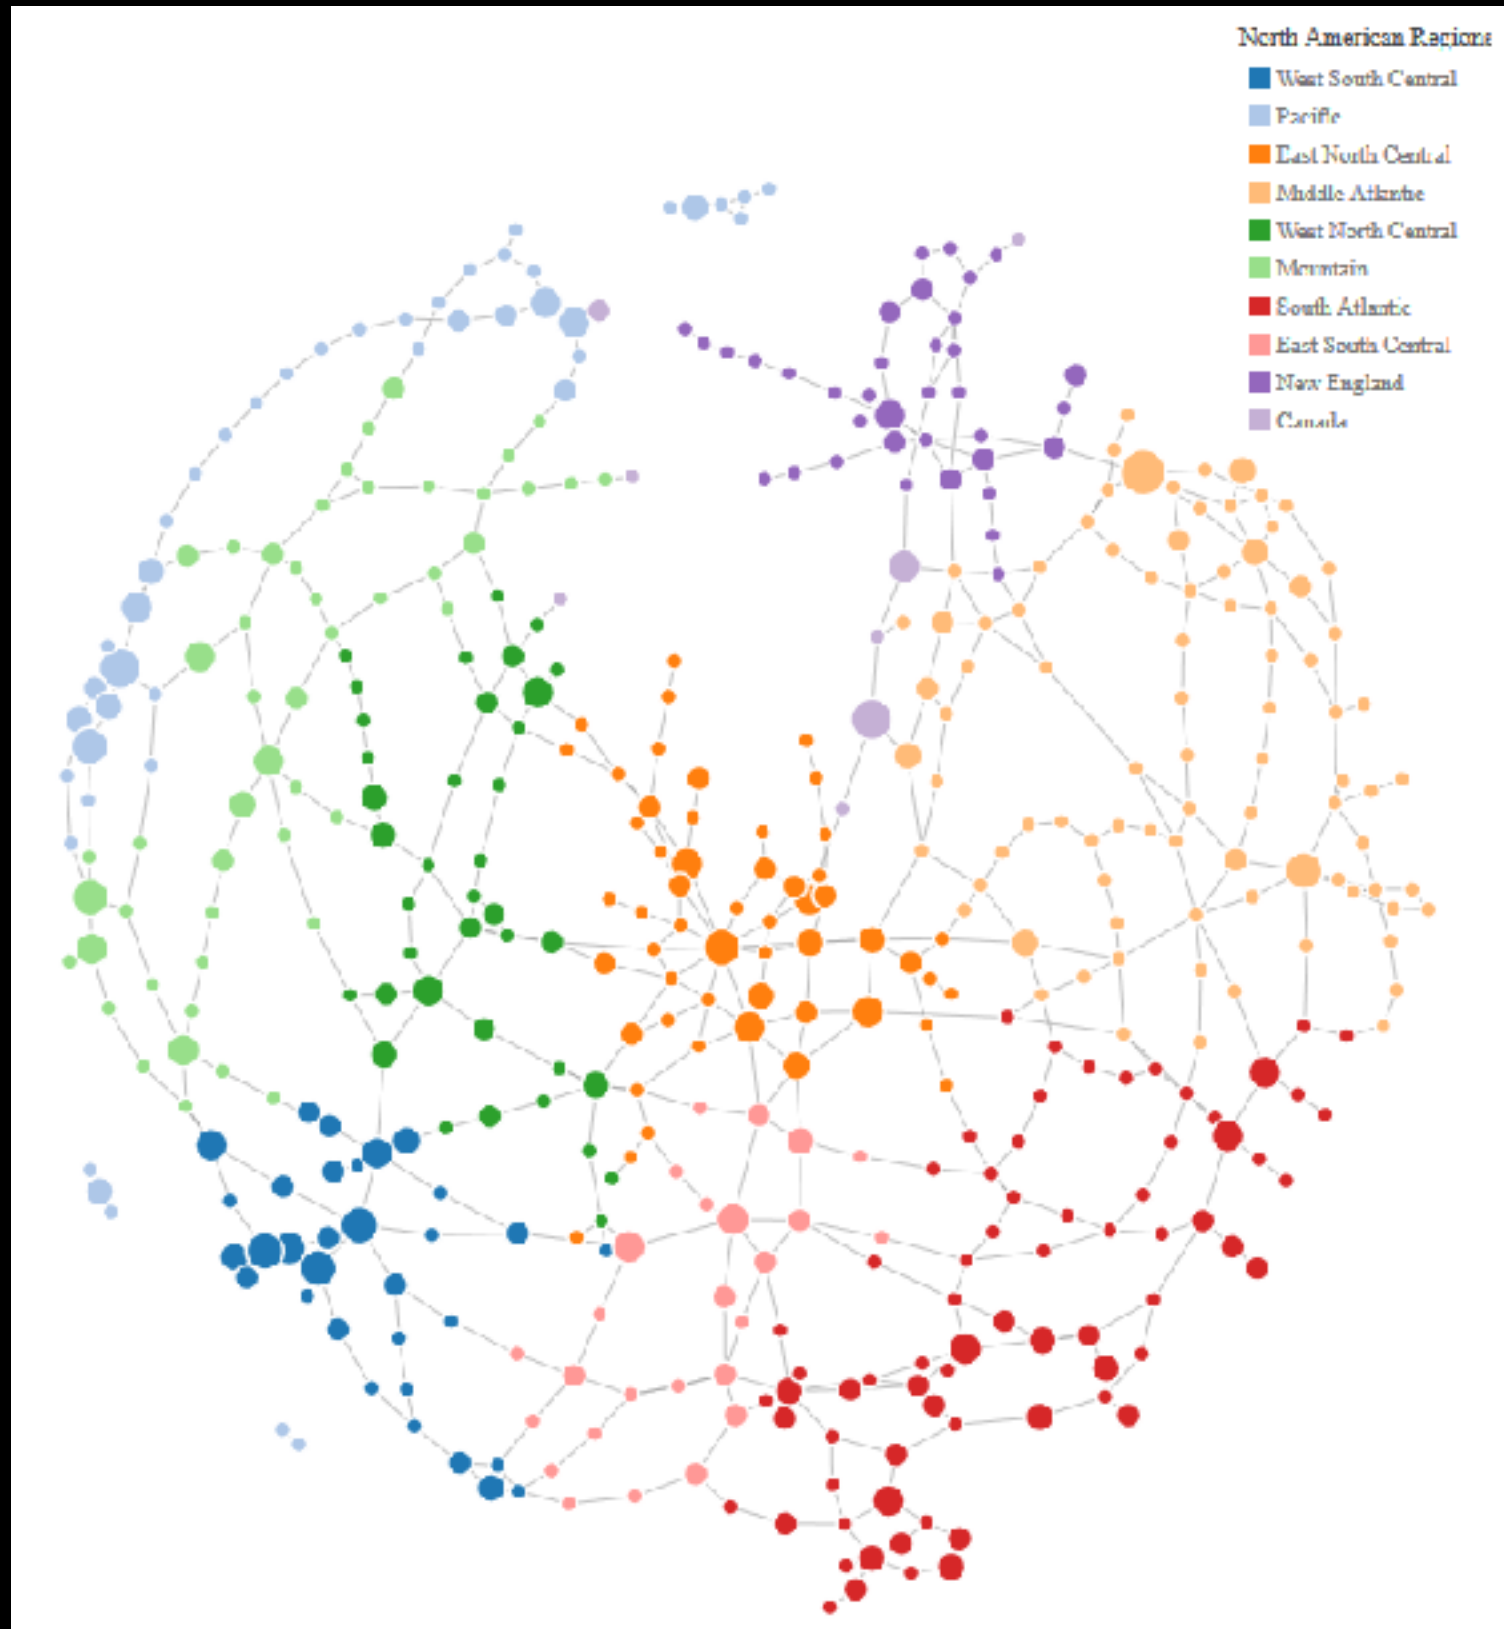 North American Regions
West South Central
Pacific
East North Central
Middle Atlantic
West North Central
Mountain
South Atlantic
East South Central
New England
Canada